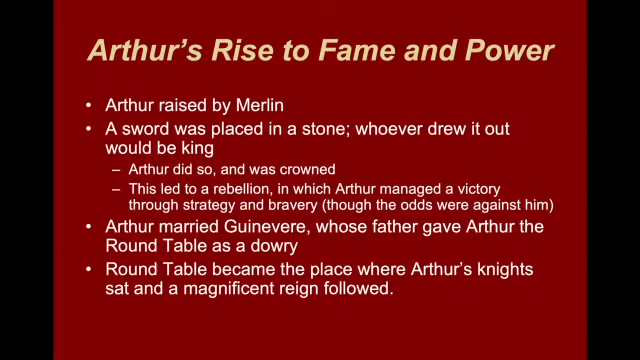 Arthur's Rise to Fame and Power
• Arthur raised by Merlin
• A sword was placed in a stone; whoever drew it out
would be king
– Arthur did so, and was crowned
– This led to a rebellion, in which Arthur managed a victory
through strategy and bravery (though the odds were against him)
• Arthur married Guinevere, whose father gave Arthur the
Round Table as a dowry
• Round Table became the place where Arthur's knights
sat and a magnificent reign followed.